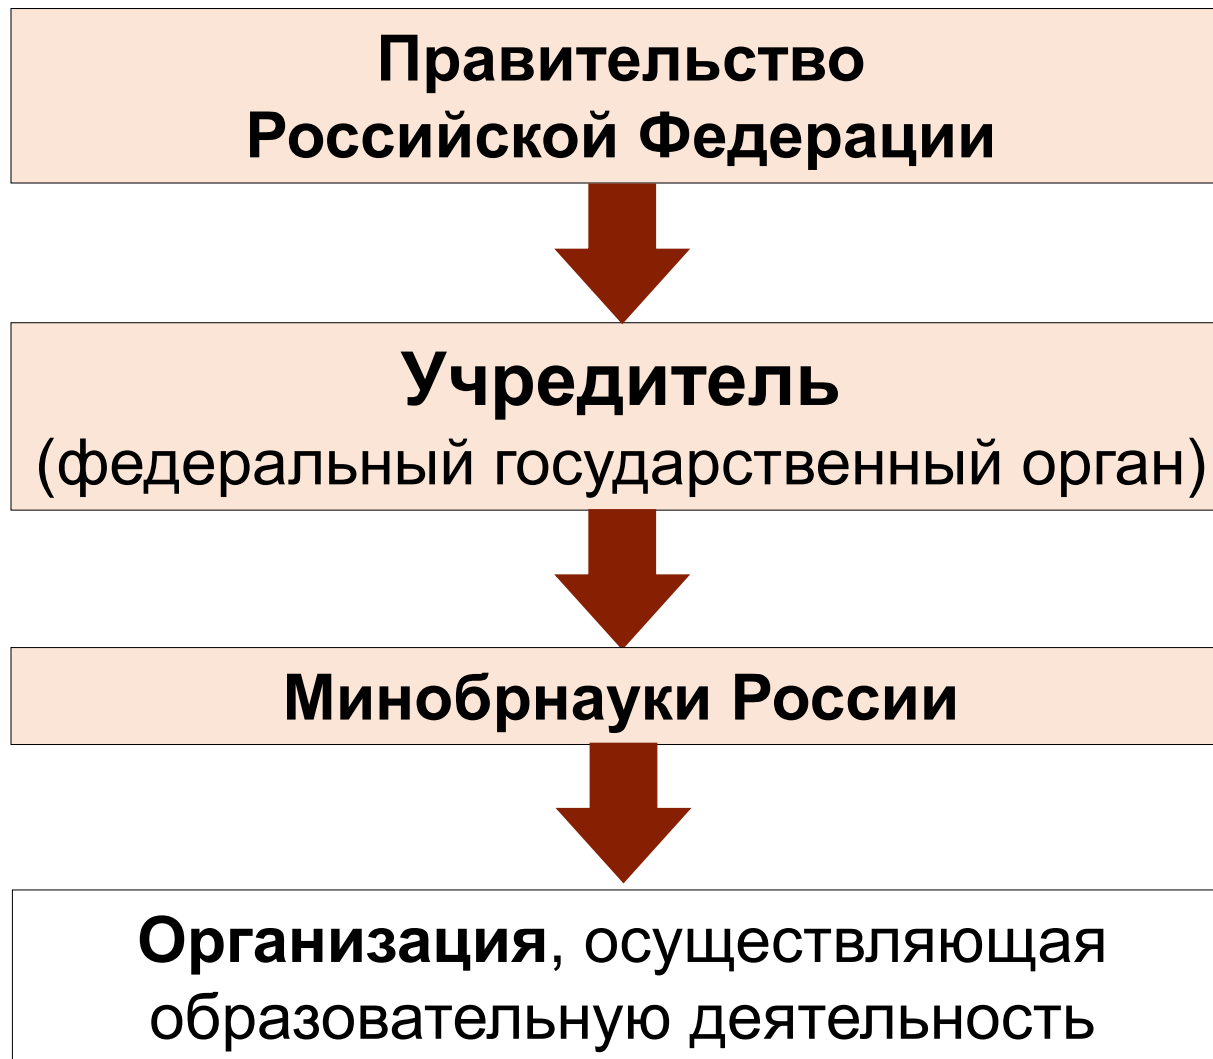 Правительство
Российской Федерации
Учредитель
(федеральный государственный орган)
Минобрнауки России
Организация, осуществляющая
образовательную деятельность